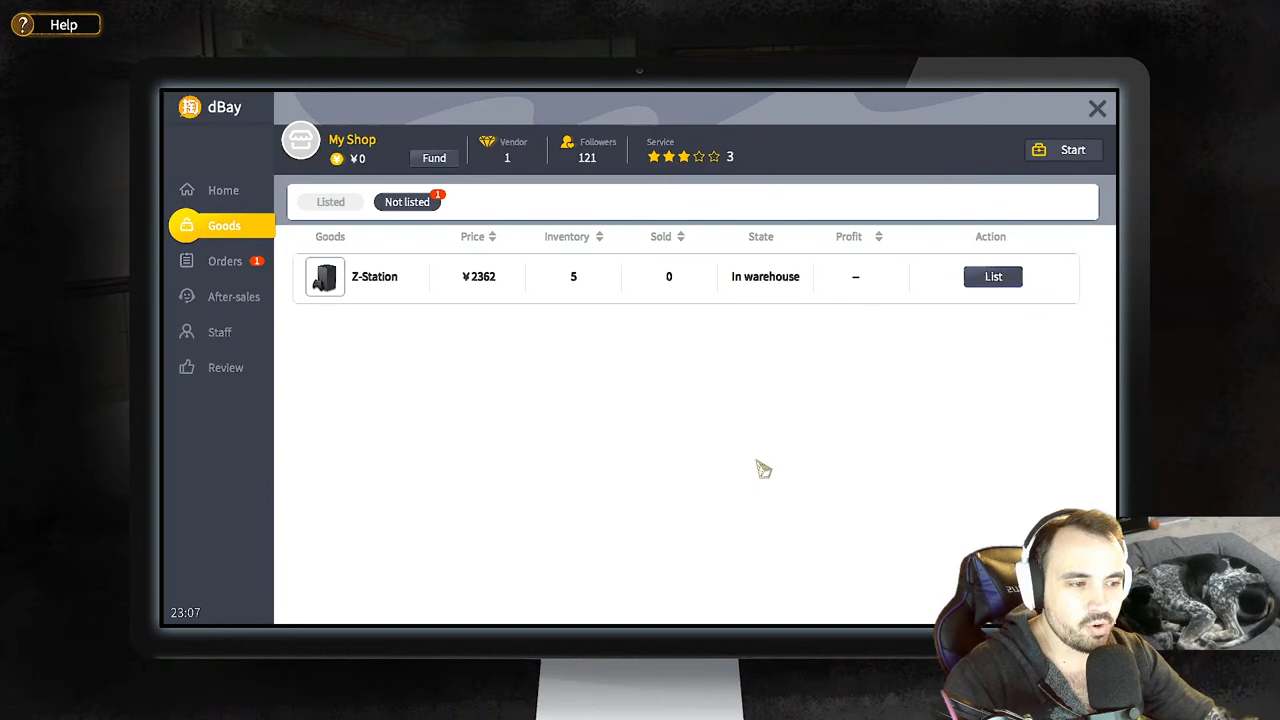 ? Help
淘 dBay
My Shop
¥ ¥0
Fund
Vendor
1
Followers
121
Service
3
Start
Home
Goods
Orders 1
After-sales
Staff
Review
23:07
Listed
Not listed 1
Goods Price Inventory Sold State Profit Action
Z-Station ¥2362 5 0 In warehouse – List